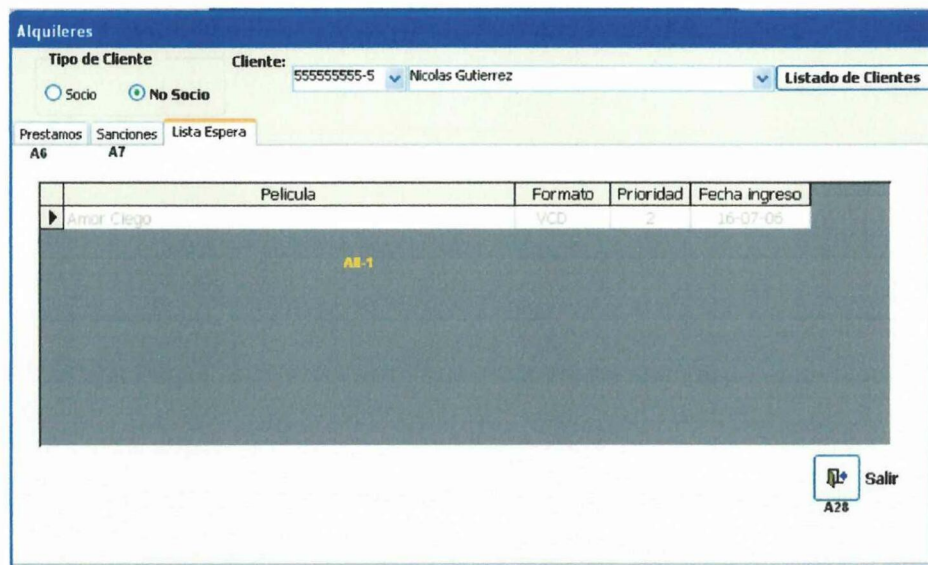 Alquileres
Tipo de Cliente
Cliente:
Socio No Socio
555555555-5 Nicolas Gutierrez Listado de Clientes
Prestamos Sanciones Lista Espera
A6 A7
Pelicula Formato Prioridad Fecha ingreso
Amor Ciego VCD 2 16-07-06
All-1
Salir
A28